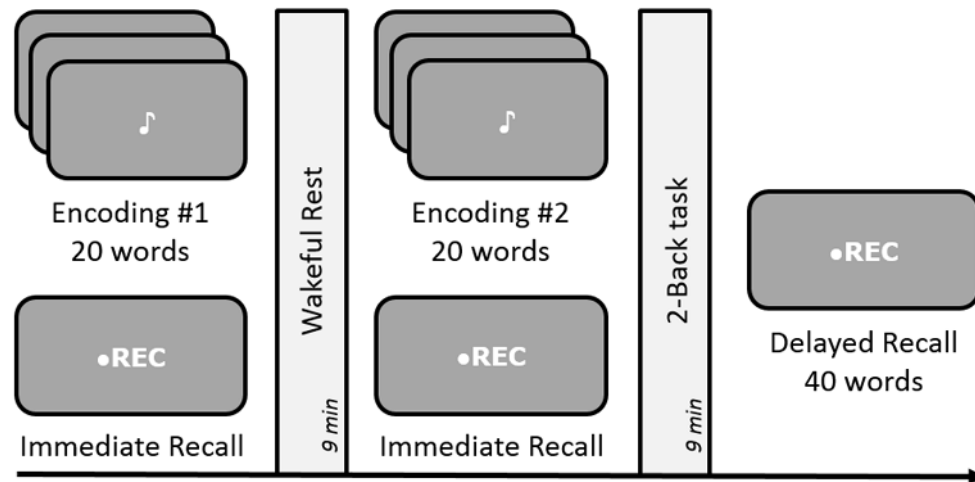 ♪
Encoding #1
20 words
•REC
Immediate Recall
Wakeful Rest
9 min
♪
Encoding #2
20 words
•REC
Immediate Recall
2-Back task
9 min
•REC
Delayed Recall
40 words